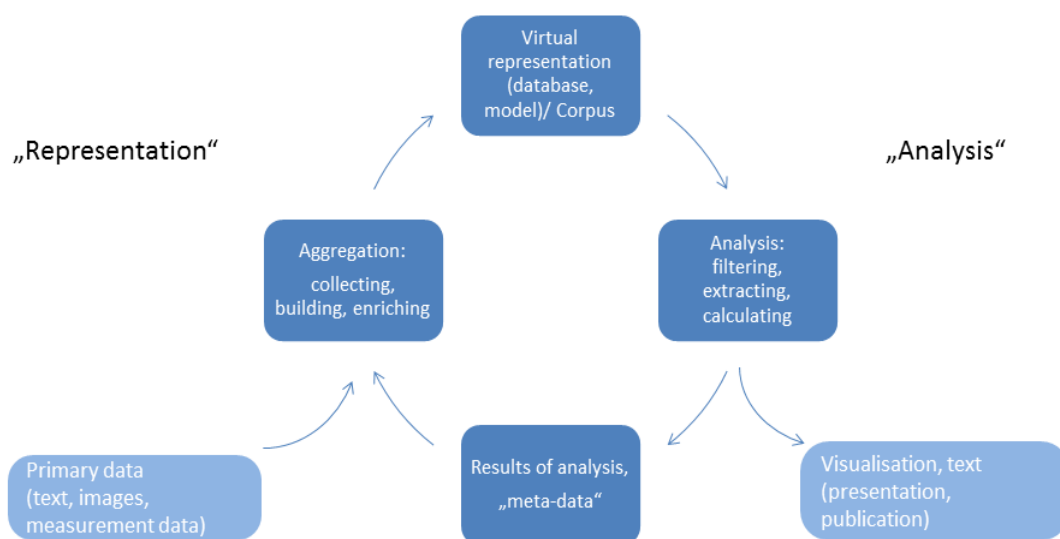 Virtual
representation
(database,
model)/ Corpus
„Representation“
„Analysis“
Aggregation:
collecting,
building, enriching
Analysis:
filtering,
extracting,
calculating
Primary data
(text, images,
measurement data)
Results of analysis,
„meta-data“
Visualisation, text
(presentation,
publication)